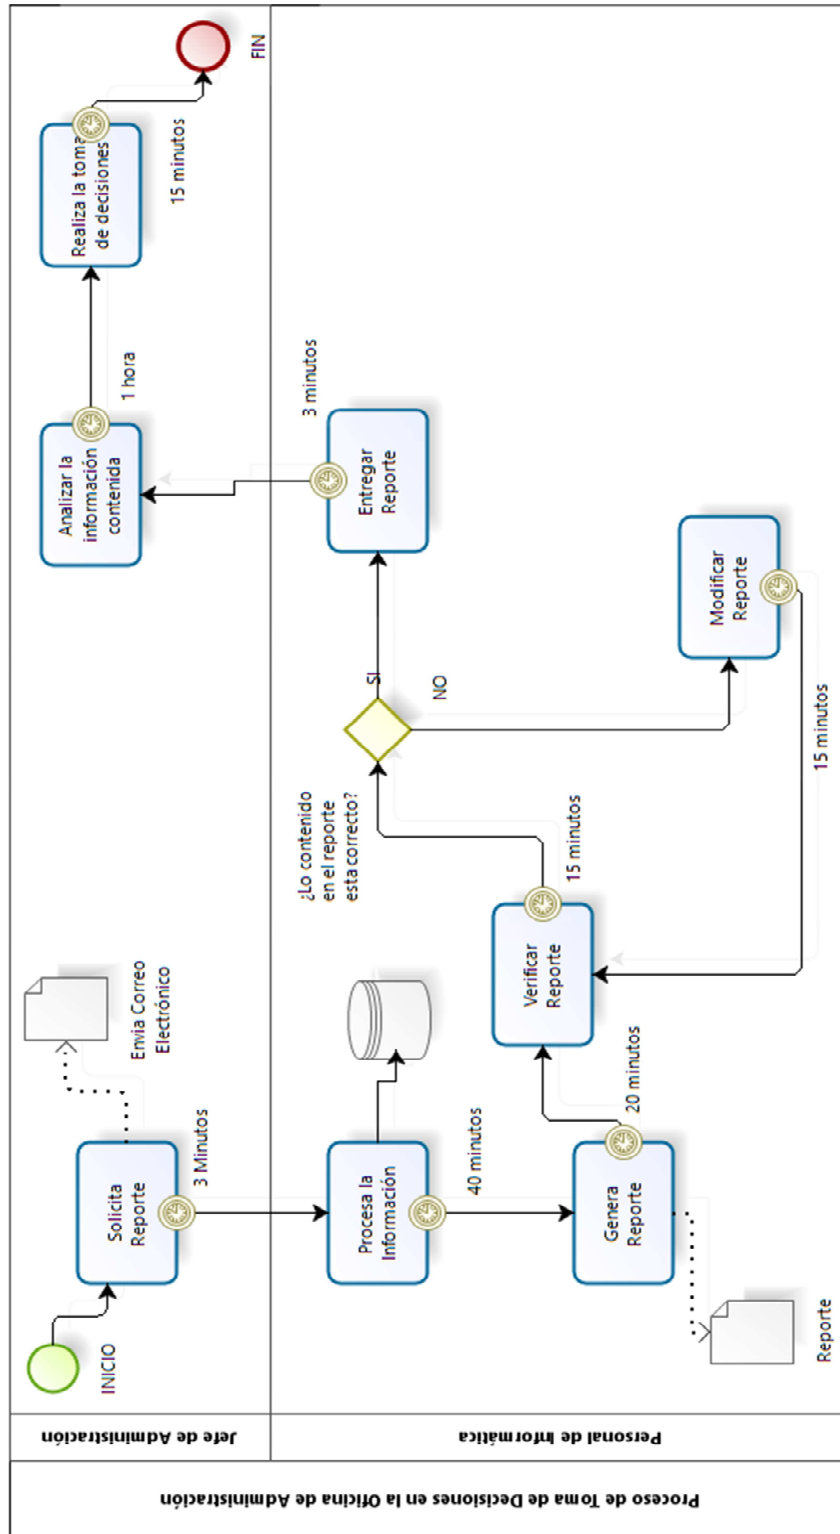 Proceso de Toma de Decisiones en la Oficina de Administración
Jefe de Administración
INICIO
Solicita
Reporte
3 Minutos
Envia Correo
Electrónico
Analizar la
información
contenida
1 hora
Realiza la toma
de decisiones
15 minutos
FIN
Personal de Informática
Procesa la
Información
40 minutos
Genera
Reporte
20 minutos
Reporte
Verificar
Reporte
15 minutos
¿Lo contenido
en el reporte
esta correcto?
SI
NO
Entregar
Reporte
3 minutos
Modificar
Reporte
15 minutos